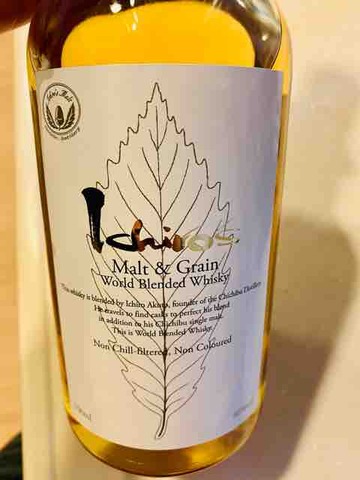 Ichiro's Malt
Ichiro's
Malt & Grain
World Blended Whisky
This whisky is blended by Ichiro Akuto, founder of the Chichibu Distillery.
He travels to find casks to perfect his blend
in addition to his Chichibu single malt.
This is World Blended Whisky.
Non Chill-filtered, Non Coloured